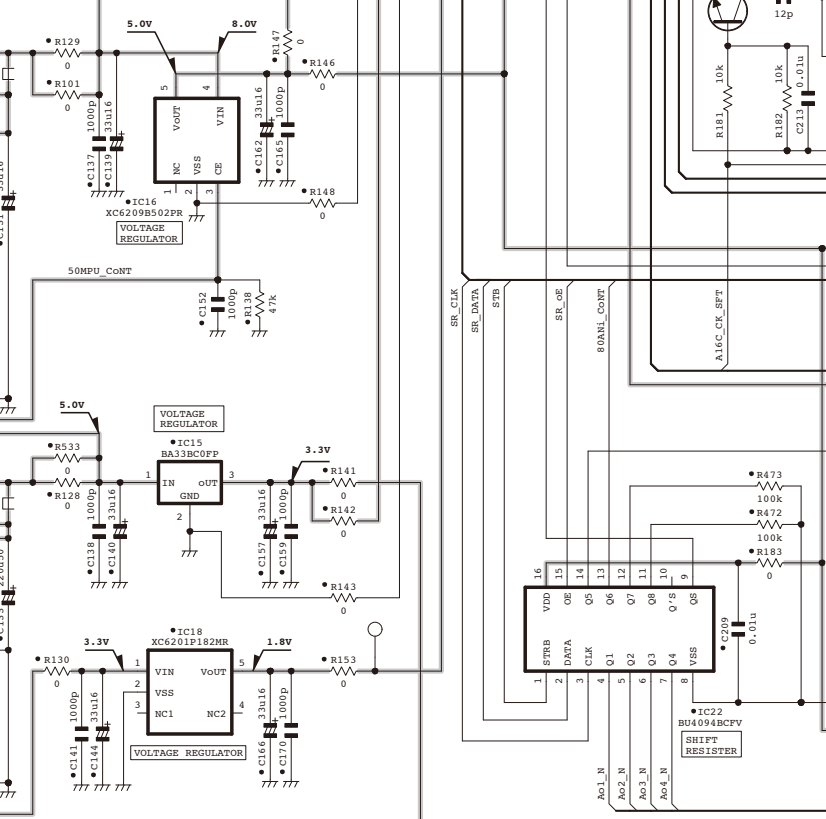 5.0V
8.0V
R147
0
R129
0
R101
0
R146
0
5
4
VoUT
VIN
NC
VSS
CE
1
2
3
1000p
33u16
C137
C139
33u16
1000p
C162
C165
IC16
XC6209B502PR
VOLTAGE
REGULATOR
R148
0
50MPU_CoNT
C152
1000p
R138
47k
12p
10k
R181
10k
R182
0.01u
C213
SR_CLK
SR_DATA
STB
SR_oE
80ANi_CoNT
A16C_CK_SFT
5.0V
VOLTAGE
REGULATOR
IC15
BA33BC0FP
R533
0
R128
0
1
IN
oUT
3
GND
2
3.3V
R141
0
R142
0
1000p
33u16
C138
C140
33u16
1000p
C157
C159
R143
0
R473
100k
R472
100k
R183
0
16
15
14
13
12
11
10
9
VDD
OE
Q5
Q6
Q7
Q8
Q'S
QS
STRB
DATA
CLK
Q1
Q2
Q3
Q4
VSS
1
2
3
4
5
6
7
8
C209
0.01u
IC22
BU4094BCFV
SHIFT
RESISTER
IC18
XC6201P182MR
3.3V
1.8V
R130
0
1
VIN
VoUT
5
2
VSS
3
NC1
NC2
4
R153
0
1000p
33u16
C141
C144
VOLTAGE REGULATOR
33u16
1000p
C166
C170
Ao1_N
Ao2_N
Ao3_N
Ao4_N